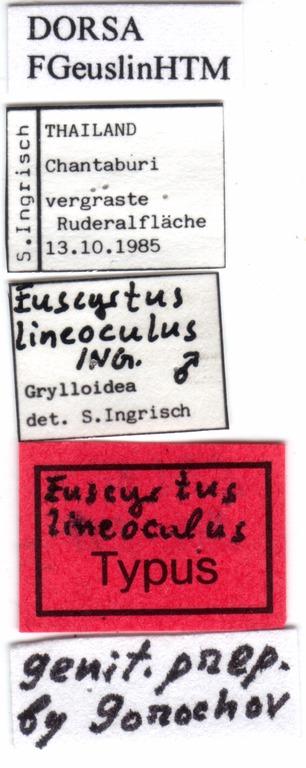 DORSA
FGeuslinHTM
S.Ingrisch
THAILAND
Chantaburi
vergraste
Ruderalfläche
13.10.1985
Euscyrtus
lineoculus
ING. ♂
Grylloidea
det. S.Ingrisch
Euscyrtus
lineoculus
Typus
genit. prep.
by Gorochov